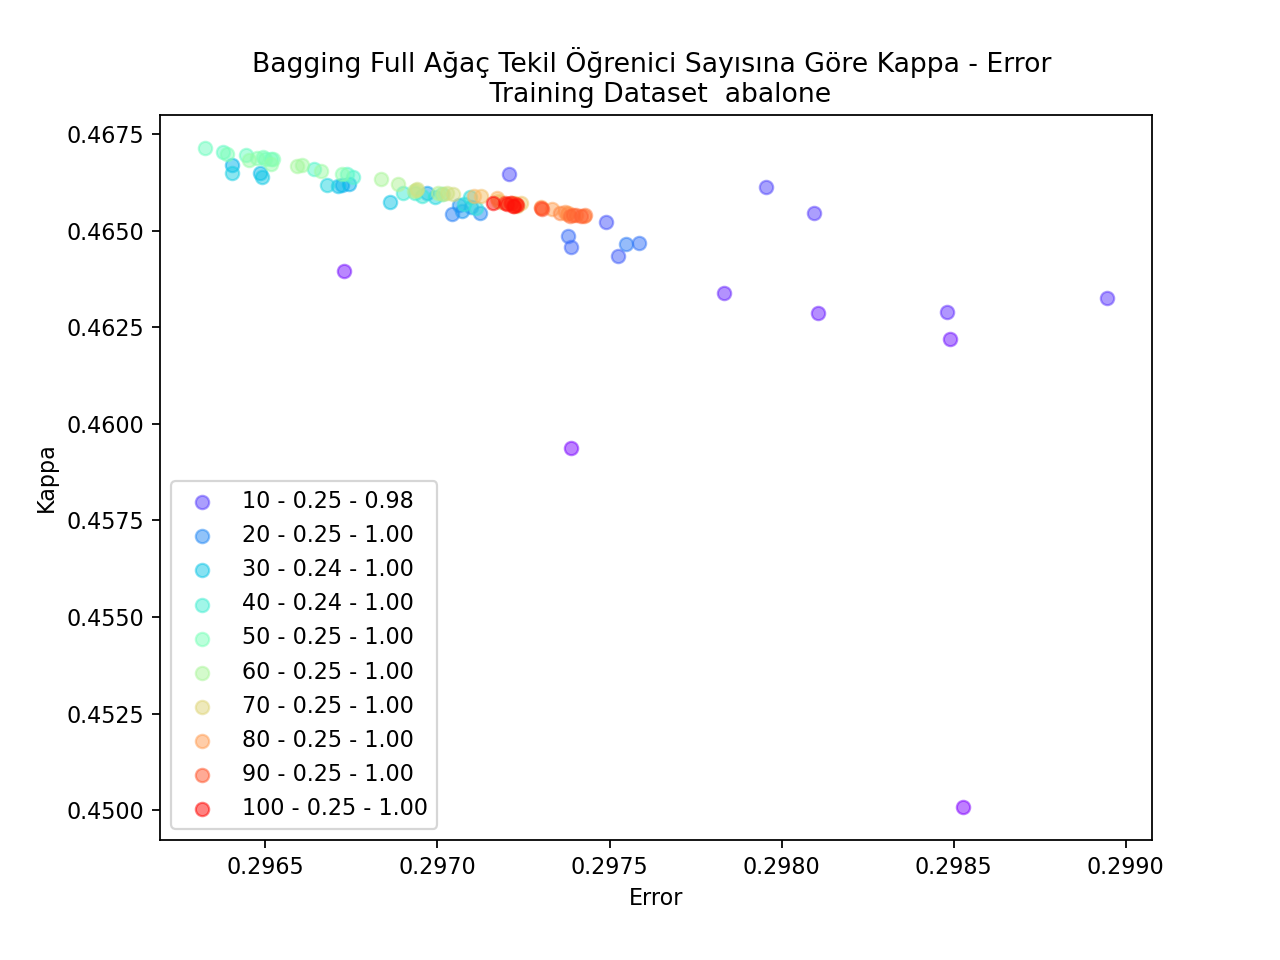 Bagging Full Ağaç Tekil Öğrenici Sayısına Göre Kappa - Error
Training Dataset  abalone
0.4675
0.4650
0.4625
0.4600
0.4575
0.4550
0.4525
0.4500
Kappa
10 - 0.25 - 0.98
20 - 0.25 - 1.00
30 - 0.24 - 1.00
40 - 0.24 - 1.00
50 - 0.25 - 1.00
60 - 0.25 - 1.00
70 - 0.25 - 1.00
80 - 0.25 - 1.00
90 - 0.25 - 1.00
100 - 0.25 - 1.00
0.2965 0.2970 0.2975 0.2980 0.2985 0.2990
Error